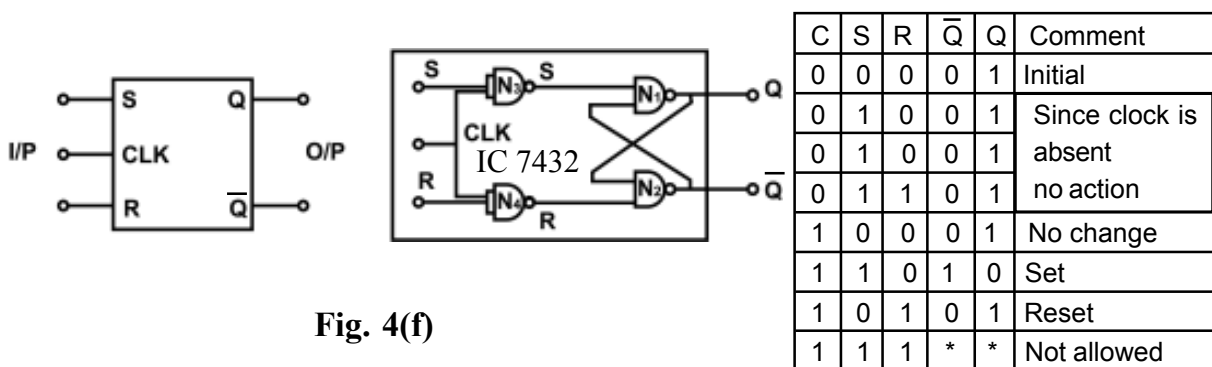 I/P
S
CLK
R
Q
Q̅
O/P
S
N3
S
N1
Q
CLK
IC 7432
R
N4
R
N2
Q̅
Fig. 4(f)
C S R Q̅ Q Comment
0 0 0 0 1 Initial
0 1 0 0 1 Since clock is
0 1 0 0 1 absent
0 1 1 0 1 no action
1 0 0 0 1 No change
1 1 0 1 0 Set
1 0 1 0 1 Reset
1 1 1 * * Not allowed